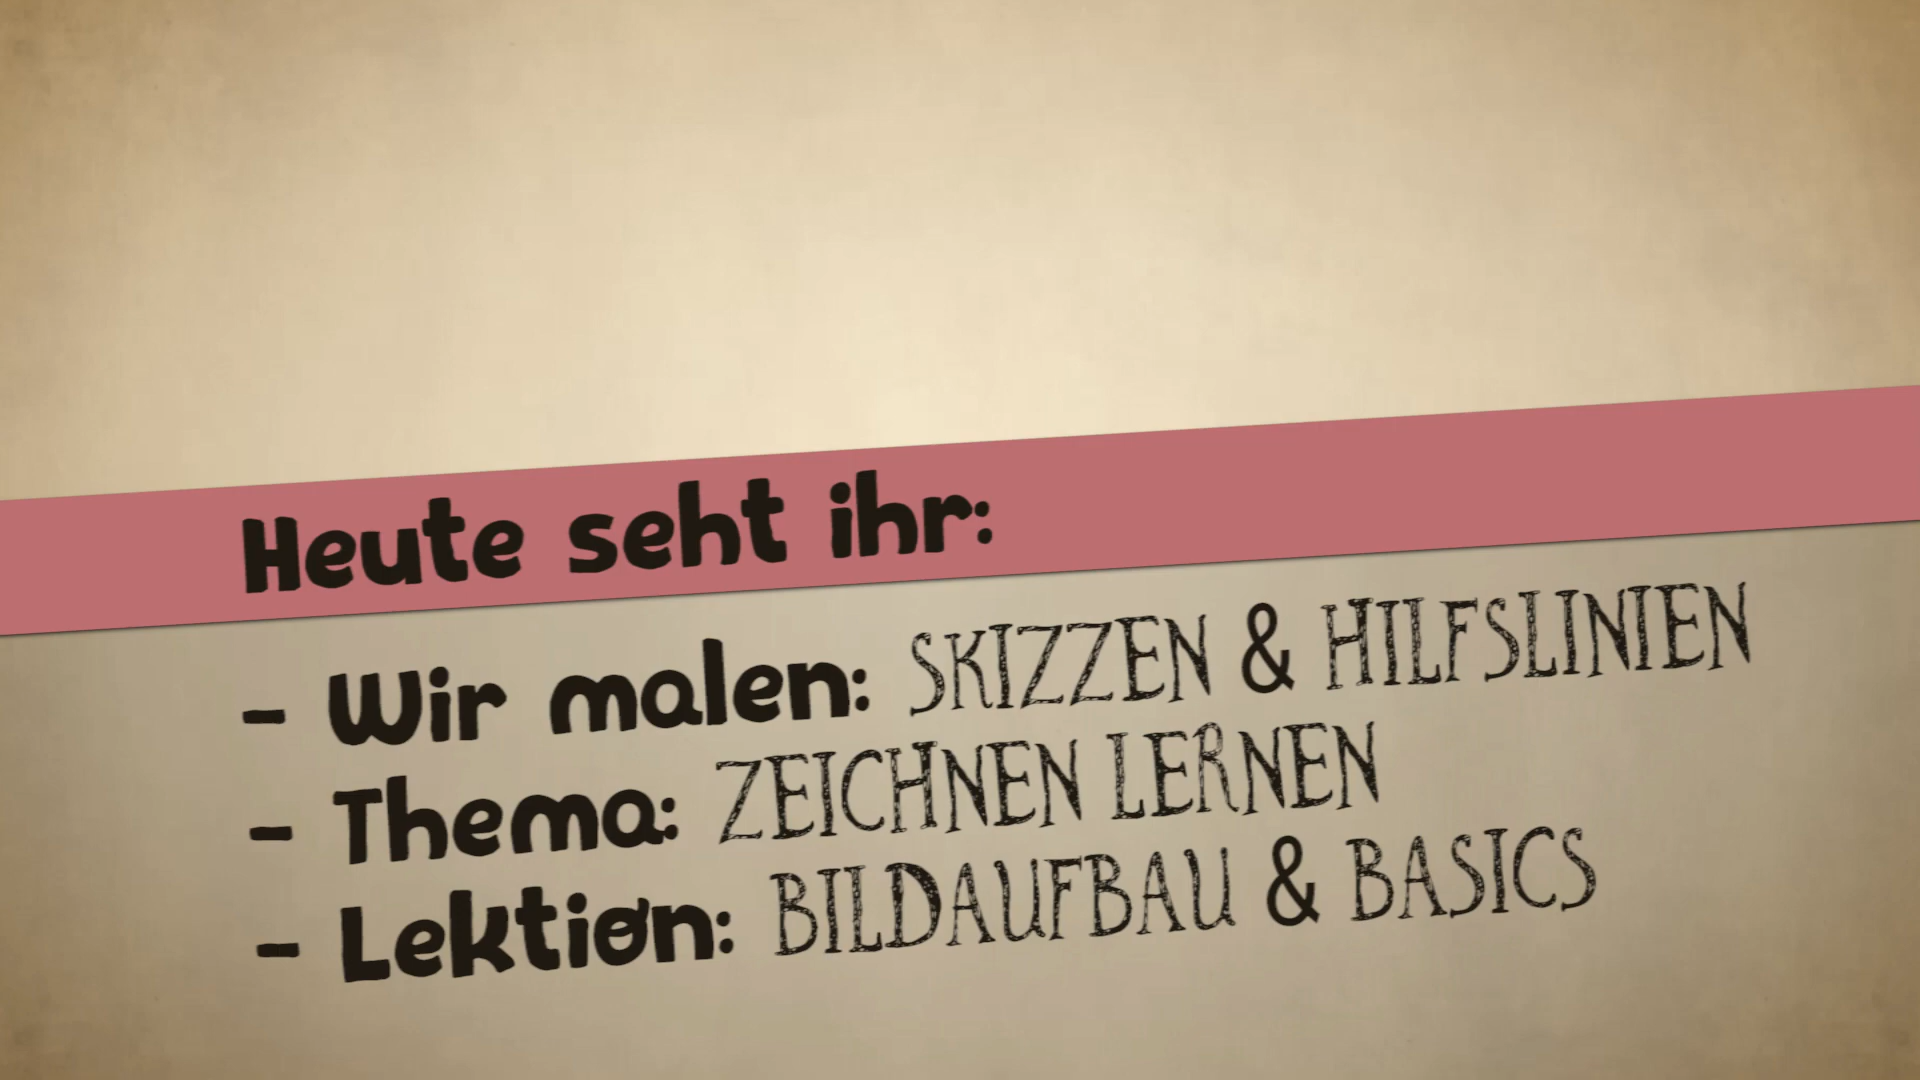 Heute seht ihr:
- Wir malen: SKIZZEN & HILFSLINIEN
- Thema: ZEICHNEN LERNEN
- Lektion: BILDAUFBAU & BASICS